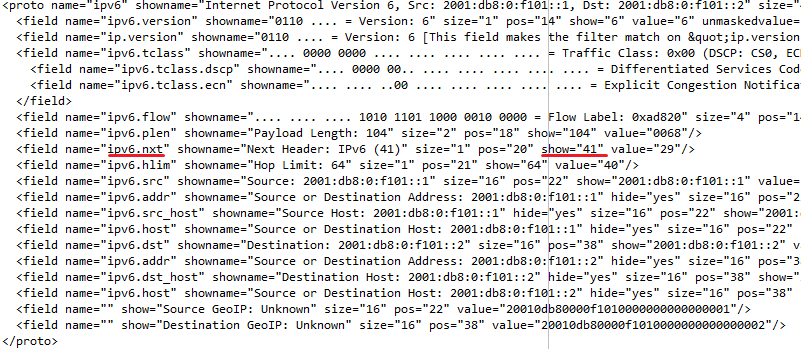 <proto name="ipv6" showname="Internet Protocol Version 6, Src: 2001:db8:0:f101::1, Dst: 2001:db8:0:f101::2" size="40" pos=
<field name="ipv6.version" showname="0110 .... = Version: 6" size="1" pos="14" show="6" value="6" unmaskedvalue=
<field name="ip.version" showname="0110 .... = Version: 6 [This field makes the filter match on &quot;ip.version
<field name="ipv6.tclass" showname=".... 0000 0000 .... .... .... .... .... = Traffic Class: 0x00 (DSCP: CS0, EC
<field name="ipv6.tclass.dscp" showname=".... 0000 00.. .... .... .... .... .... = Differentiated Services Cod
<field name="ipv6.tclass.ecn" showname=".... .... ..00 .... .... .... .... .... = Explicit Congestion Notifica
</field>
<field name="ipv6.flow" showname=".... .... .... 1010 1101 1000 0010 0000 = Flow Label: 0xad820" size="4" pos="14
<field name="ipv6.plen" showname="Payload Length: 104" size="2" pos="18" show="104" value="0068"/>
<field name="ipv6.nxt" showname="Next Header: IPv6 (41)" size="1" pos="20" show="41" value="29"/>
<field name="ipv6.hlim" showname="Hop Limit: 64" size="1" pos="21" show="64" value="40"/>
<field name="ipv6.src" showname="Source: 2001:db8:0:f101::1" size="16" pos="22" show="2001:db8:0:f101::1" value=
<field name="ipv6.addr" showname="Source or Destination Address: 2001:db8:0:f101::1" hide="yes" size="16" pos="2
<field name="ipv6.src_host" showname="Source Host: 2001:db8:0:f101::1" hide="yes" size="16" pos="22" show="2001:
<field name="ipv6.host" showname="Source or Destination Host: 2001:db8:0:f101::1" hide="yes" size="16" pos="22"
<field name="ipv6.dst" showname="Destination: 2001:db8:0:f101::2" size="16" pos="38" show="2001:db8:0:f101::2" v
<field name="ipv6.addr" showname="Source or Destination Address: 2001:db8:0:f101::2" hide="yes" size="16" pos="3
<field name="ipv6.dst_host" showname="Destination Host: 2001:db8:0:f101::2" hide="yes" size="16" pos="38" show="
<field name="ipv6.host" showname="Source or Destination Host: 2001:db8:0:f101::2" hide="yes" size="16" pos="38"
<field name="" show="Source GeoIP: Unknown" size="16" pos="22" value="20010db80000f1010000000000000001"/>
<field name="" show="Destination GeoIP: Unknown" size="16" pos="38" value="20010db80000f1010000000000000002"/>
</proto>